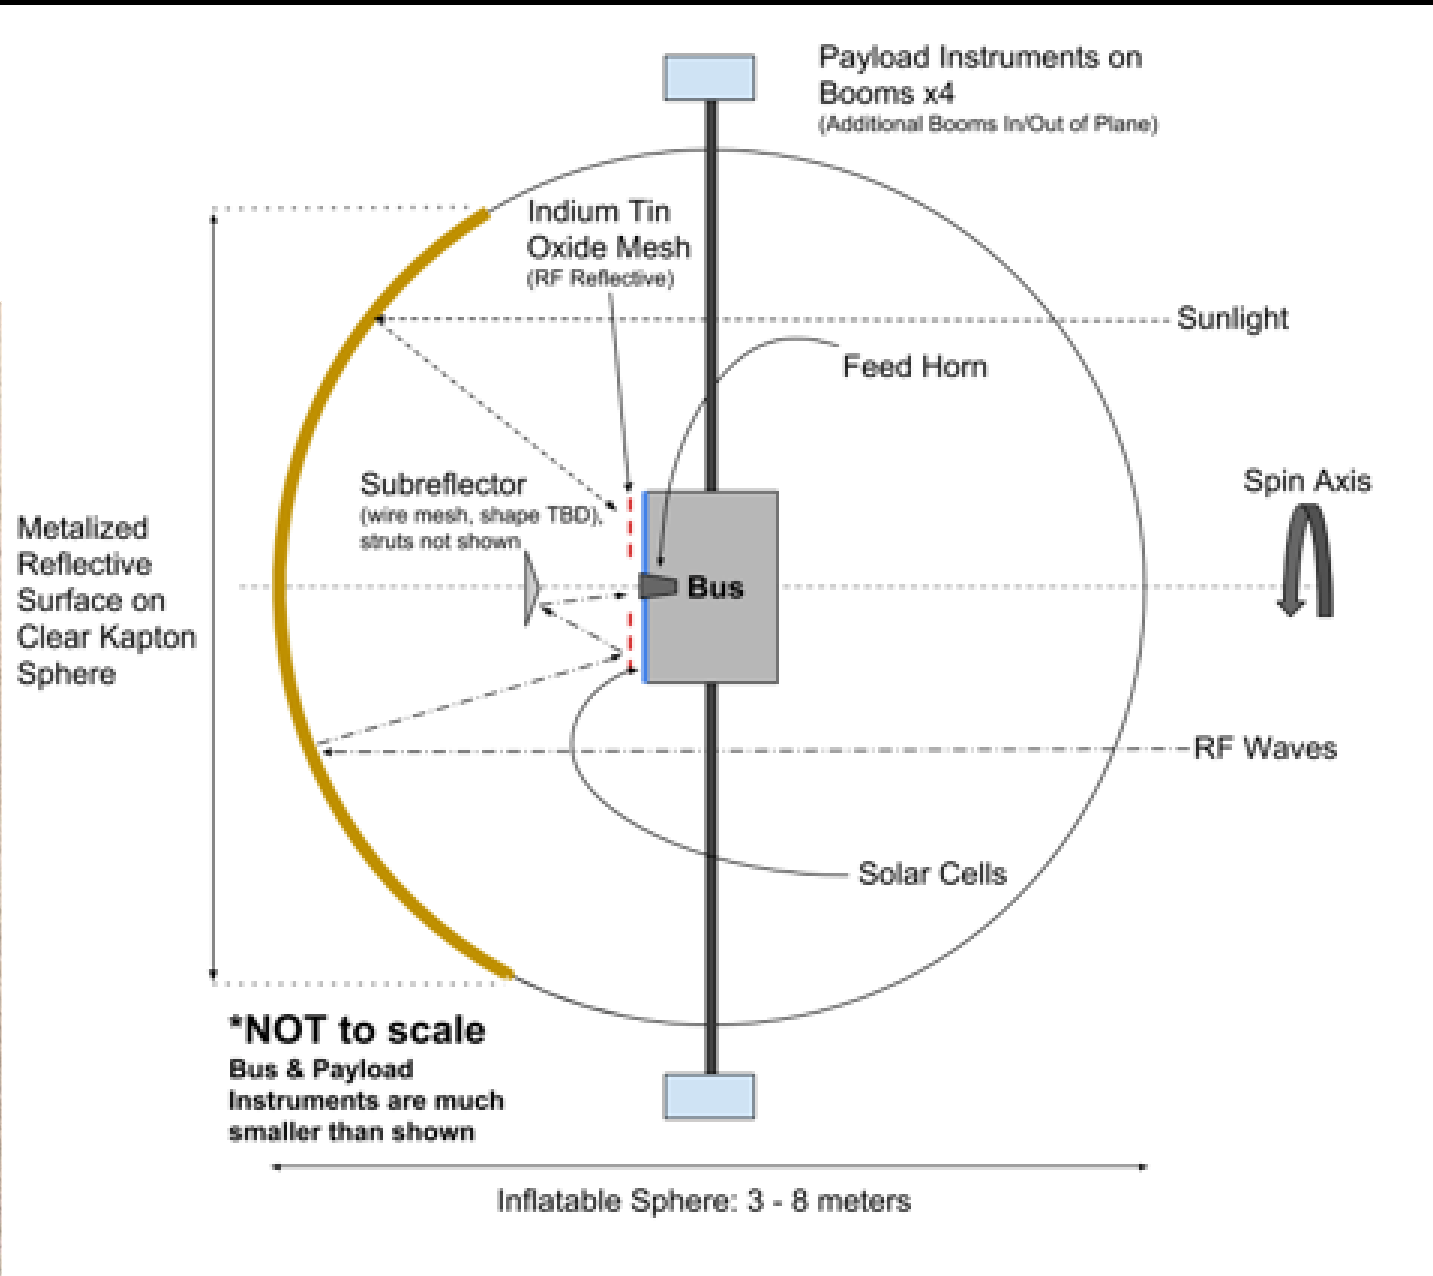 Payload Instruments on
Booms x4
(Additional Booms In/Out of Plane)
Indium Tin
Oxide Mesh
(RF Reflective)
Sunlight
Feed Horn
Subreflector
(wire mesh, shape TBD),
struts not shown
Spin Axis
Metalized
Reflective
Surface on
Clear Kapton
Sphere
Bus
RF Waves
Solar Cells
*NOT to scale
Bus & Payload
Instruments are much
smaller than shown
Inflatable Sphere: 3 - 8 meters